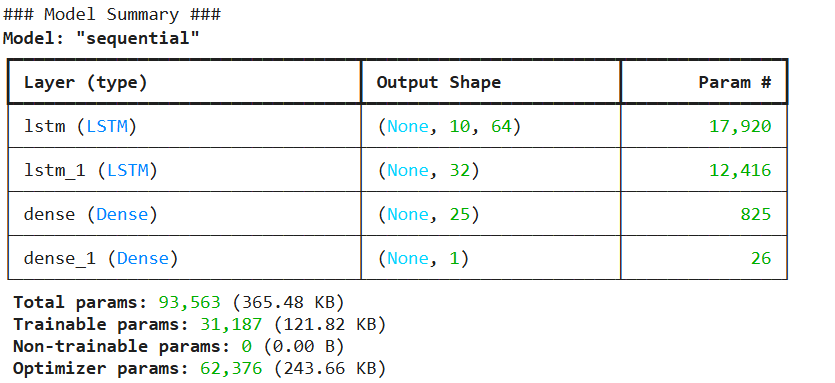 ### Model Summary ###
Model: "sequential"
Layer (type) Output Shape Param #
lstm (LSTM) (None, 10, 64) 17,920
lstm_1 (LSTM) (None, 32) 12,416
dense (Dense) (None, 25) 825
dense_1 (Dense) (None, 1) 26
Total params: 93,563 (365.48 KB)
Trainable params: 31,187 (121.82 KB)
Non-trainable params: 0 (0.00 B)
Optimizer params: 62,376 (243.66 KB)